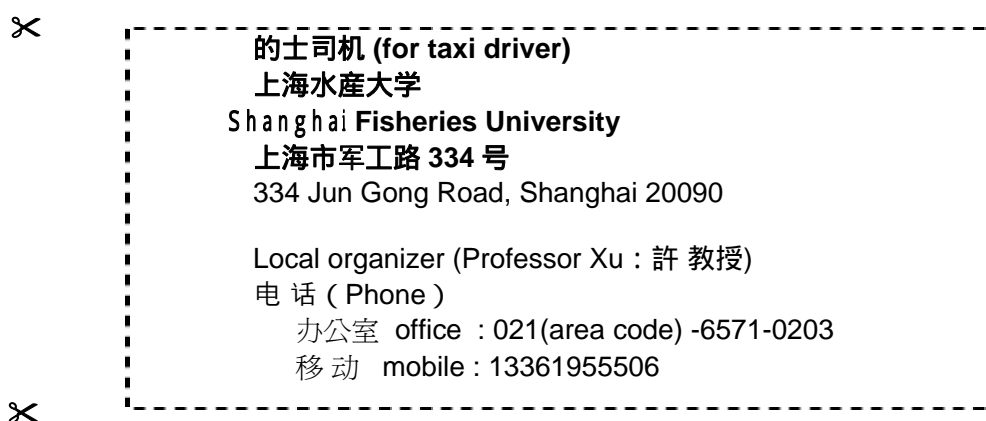 的士司机 (for taxi driver)
上海水産大学
Shanghai Fisheries University
上海市军工路 334 号
334 Jun Gong Road, Shanghai 20090
Local organizer (Professor Xu：許 教授)
电 话（Phone）
办公室 office : 021(area code) -6571-0203
移 动 mobile : 13361955506